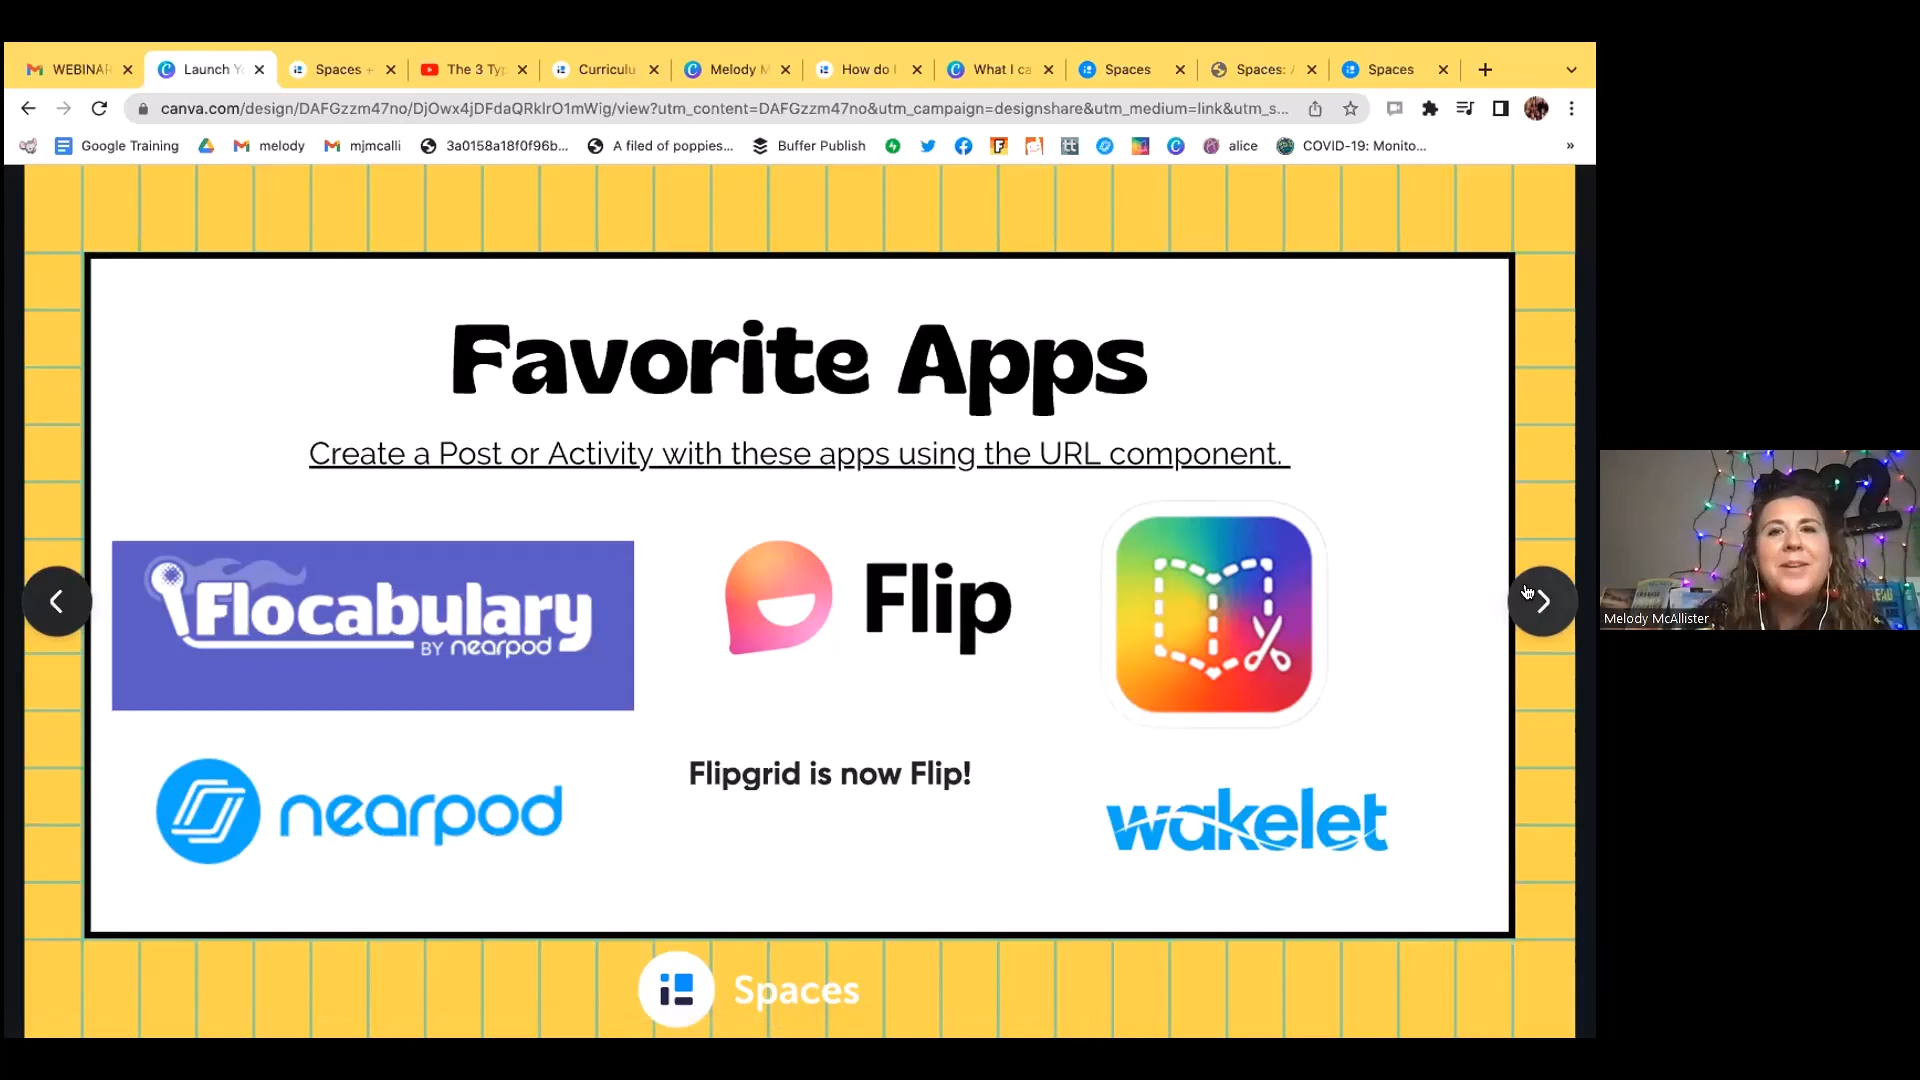 WEBINAR
Launch Y
Spaces +
The 3 Typ
Curriculu
Melody M
How do I
What I ca
Spaces
Spaces: A
Spaces
canva.com/design/DAFGzzm47no/DjOwx4jDFdaQRklrO1mWig/view?utm_content=DAFGzzm47no&utm_campaign=designshare&utm_medium=link&utm_s...
Google Training
melody
mjmcalli
3a0158a18f0f96b...
A filed of poppies...
Buffer Publish
tt
alice
COVID-19: Monito...
Favorite Apps
Create a Post or Activity with these apps using the URL component.
Flocabulary
BY nearpod
Flip
Flipgrid is now Flip!
nearpod
wakelet
Spaces
Melody McAllister